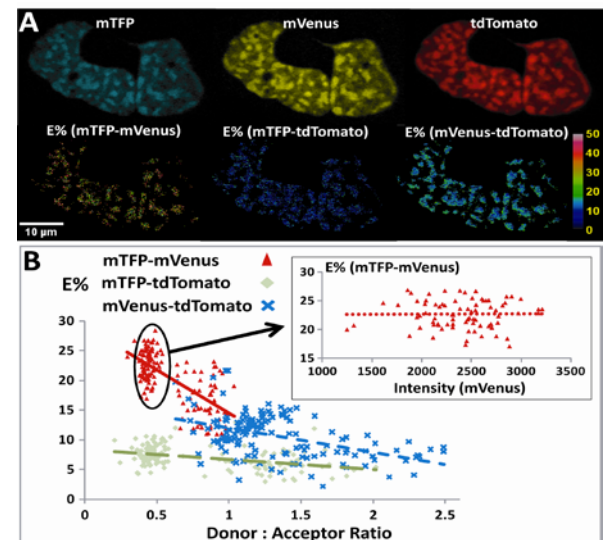 A
mTFP mVenus tdTomato
E% (mTFP-mVenus) E% (mTFP-tdTomato) E% (mVenus-tdTomato)
50
40
30
20
10
0
10 µm
B
mTFP-mVenus
E% mTFP-tdTomato
mVenus-tdTomato
30
25
20
15
10
5
0
0 0.5 1 1.5 2 2.5
Donor : Acceptor Ratio
E% (mTFP-mVenus)
30
25
20
15
10
1000 1500 2000 2500 3000 3500
Intensity (mVenus)